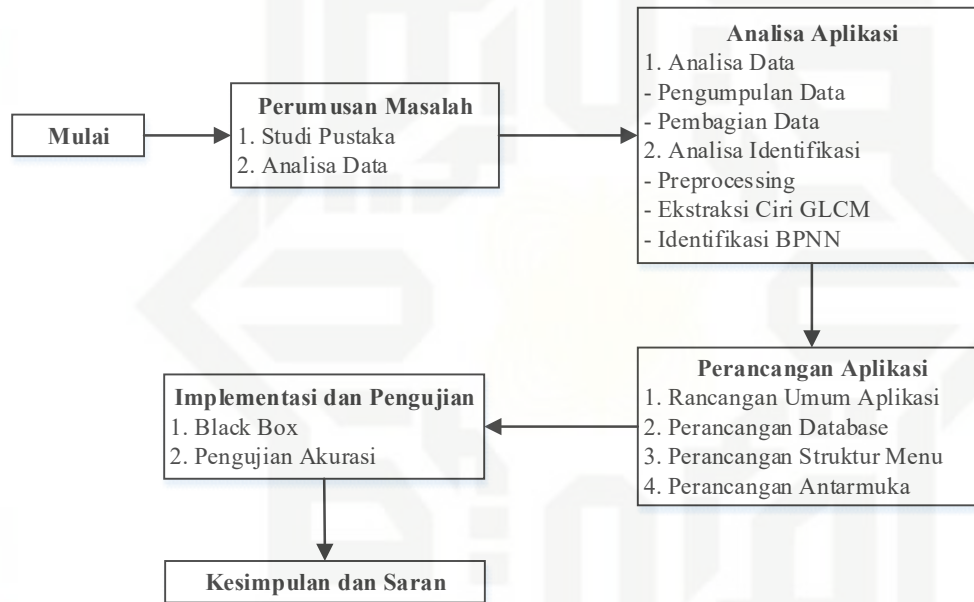 Mulai
Perumusan Masalah
1. Studi Pustaka
2. Analisa Data
Analisa Aplikasi
1. Analisa Data
- Pengumpulan Data
- Pembagian Data
2. Analisa Identifikasi
- Preprocessing
- Ekstraksi Ciri GLCM
- Identifikasi BPNN
Perancangan Aplikasi
1. Rancangan Umum Aplikasi
2. Perancangan Database
3. Perancangan Struktur Menu
4. Perancangan Antarmuka
Implementasi dan Pengujian
1. Black Box
2. Pengujian Akurasi
Kesimpulan dan Saran